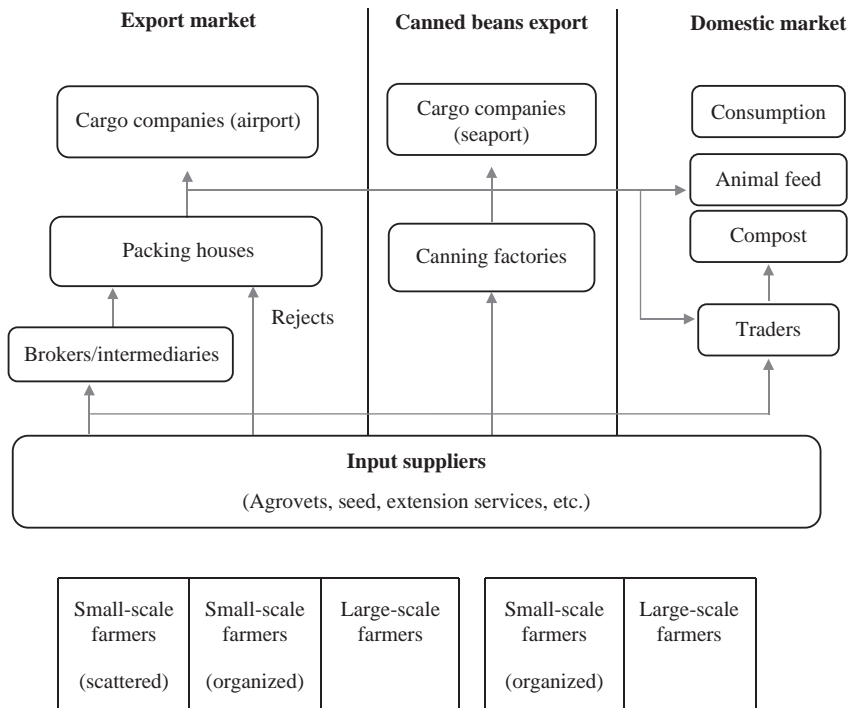 Export market
Canned beans export
Domestic market
Cargo companies (airport)
Cargo companies
(seaport)
Consumption
Animal feed
Packing houses
Canning factories
Compost
Rejects
Traders
Brokers/intermediaries
Input suppliers
(Agrovets, seed, extension services, etc.)
Small-scale
farmers
(scattered)
Small-scale
farmers
(organized)
Large-scale
farmers
Small-scale
farmers
(organized)
Large-scale
farmers